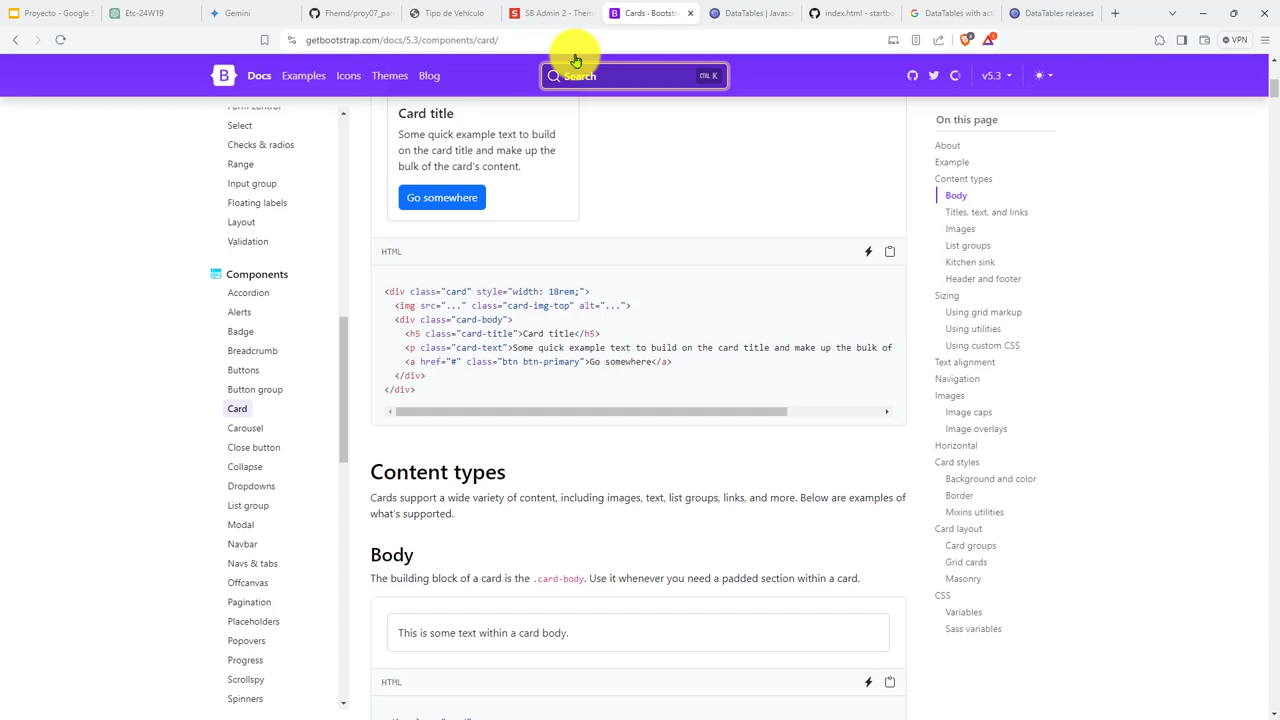 Proyecto - Google S
Etc-24W19
Gemini
Fhernd/proy07_pa
Tipo de Vehículo
SB Admin 2 - Theme
Cards · Bootst
DataTables | Javasc
index.html - startbo
DataTables with act
DataTables releases
getbootstrap.com/docs/5.3/components/card/
VPN
B
Docs
Examples
Icons
Themes
Blog
Search
CTRL K
v5.3
Form control
Select
Checks & radios
Range
Input group
Floating labels
Layout
Validation
Components
Accordion
Alerts
Badge
Breadcrumb
Buttons
Button group
Card
Carousel
Close button
Collapse
Dropdowns
List group
Modal
Navbar
Navs & tabs
Offcanvas
Pagination
Placeholders
Popovers
Progress
Scrollspy
Spinners
Card title
Some quick example text to build
on the card title and make up the
bulk of the card's content.
Go somewhere
HTML
<div class="card" style="width: 18rem;">
<img src="..." class="card-img-top" alt="...">
<div class="card-body">
<h5 class="card-title">Card title</h5>
<p class="card-text">Some quick example text to build on the card title and make up the bulk of
<a href="#" class="btn btn-primary">Go somewhere</a>
</div>
</div>
Content types
Cards support a wide variety of content, including images, text, list groups, links, and more. Below are examples of
what's supported.
Body
The building block of a card is the .card-body. Use it whenever you need a padded section within a card.
This is some text within a card body.
HTML
On this page
About
Example
Content types
Body
Titles, text, and links
Images
List groups
Kitchen sink
Header and footer
Sizing
Using grid markup
Using utilities
Using custom CSS
Text alignment
Navigation
Images
Image caps
Image overlays
Horizontal
Card styles
Background and color
Border
Mixins utilities
Card layout
Card groups
Grid cards
Masonry
CSS
Variables
Sass variables